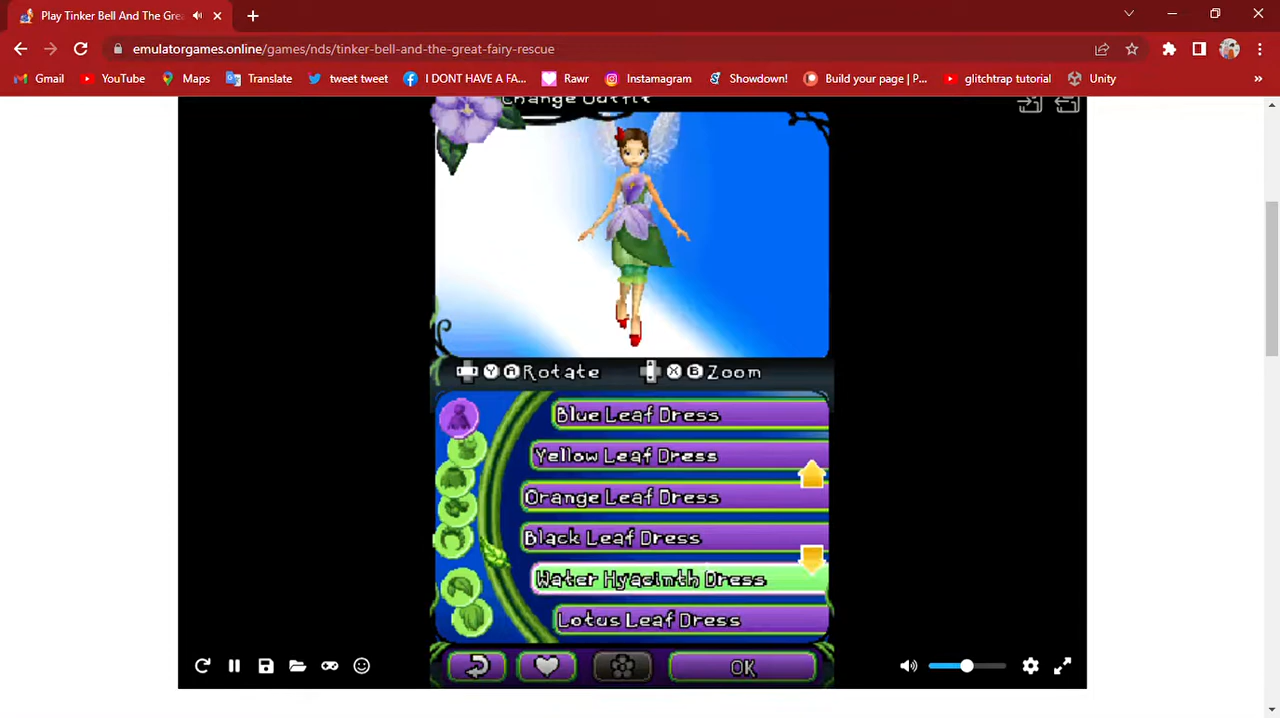 Play Tinker Bell And The Grea
emulatorgames.online/games/nds/tinker-bell-and-the-great-fairy-rescue
Gmail YouTube Maps Translate tweet tweet I DONT HAVE A FA... Rawr Instamagram Showdown! Build your page | P... glitchtrap tutorial Unity »
Change Outfit
Y A Rotate X B Zoom
Blue Leaf Dress
Yellow Leaf Dress
Orange Leaf Dress
Black Leaf Dress
Water Hyacinth Dress
Lotus Leaf Dress
OK